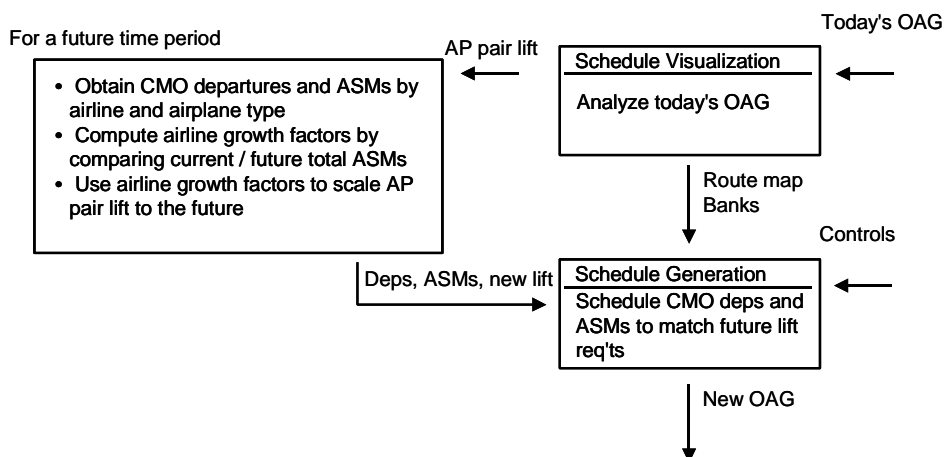 Today's OAG
For a future time period
AP pair lift
Schedule Visualization
Analyze today's OAG
• Obtain CMO departures and ASMs by
airline and airplane type
• Compute airline growth factors by
comparing current / future total ASMs
• Use airline growth factors to scale AP
pair lift to the future
Route map
Banks
Controls
Deps, ASMs, new lift
Schedule Generation
Schedule CMO deps and
ASMs to match future lift
req'ts
New OAG